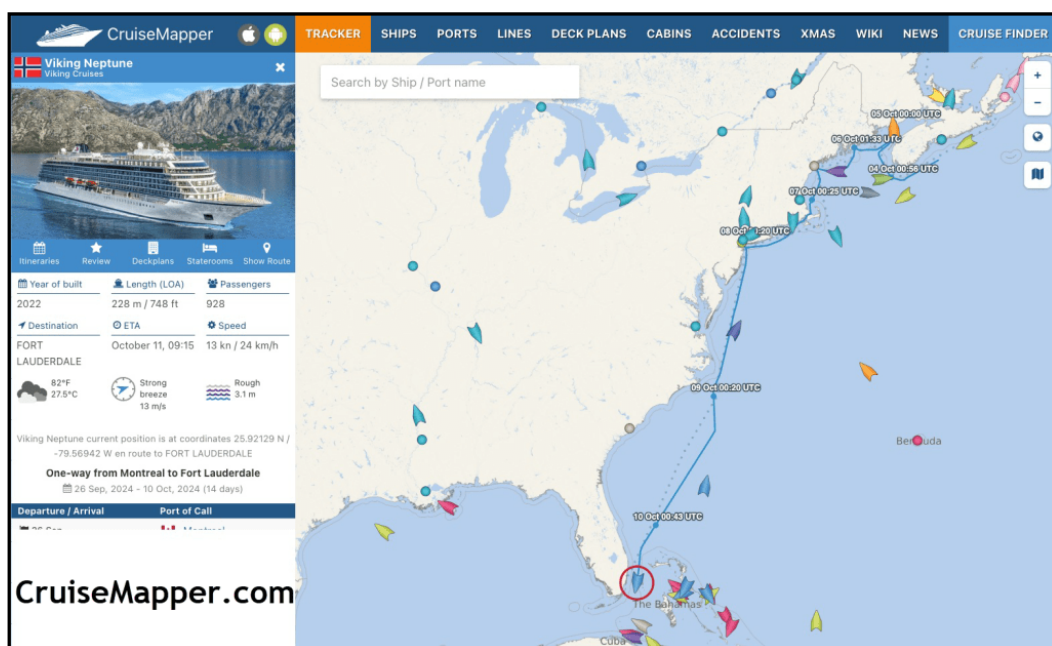 CruiseMapper
TRACKER SHIPS PORTS LINES DECK PLANS CABINS ACCIDENTS XMAS WIKI NEWS CRUISE FINDER
Viking Neptune
Viking Cruises
Search by Ship / Port name
Itineraries Review Deckplans Staterooms Show Route
Year of built Length (LOA) Passengers
2022 228 m / 748 ft 928
Destination ETA Speed
FORT LAUDERDALE October 11, 09:15 13 kn / 24 km/h
82°F
27.5°C
Strong
breeze
13 m/s
Rough
3.1 m
Viking Neptune current position is at coordinates 25.92129 N /
-79.56942 W en route to FORT LAUDERDALE
One-way from Montreal to Fort Lauderdale
26 Sep, 2024 - 10 Oct, 2024 (14 days)
Departure / Arrival Port of Call
26 Sep Montreal
CruiseMapper.com
05 Oct 00:00 UTC
06 Oct 01:33 UTC
04 Oct 00:56 UTC
07 Oct 00:25 UTC
08 Oct :20 UTC
09 Oct 00:20 UTC
Bermuda
10 Oct 00:43 UTC
The Bahamas
Cuba